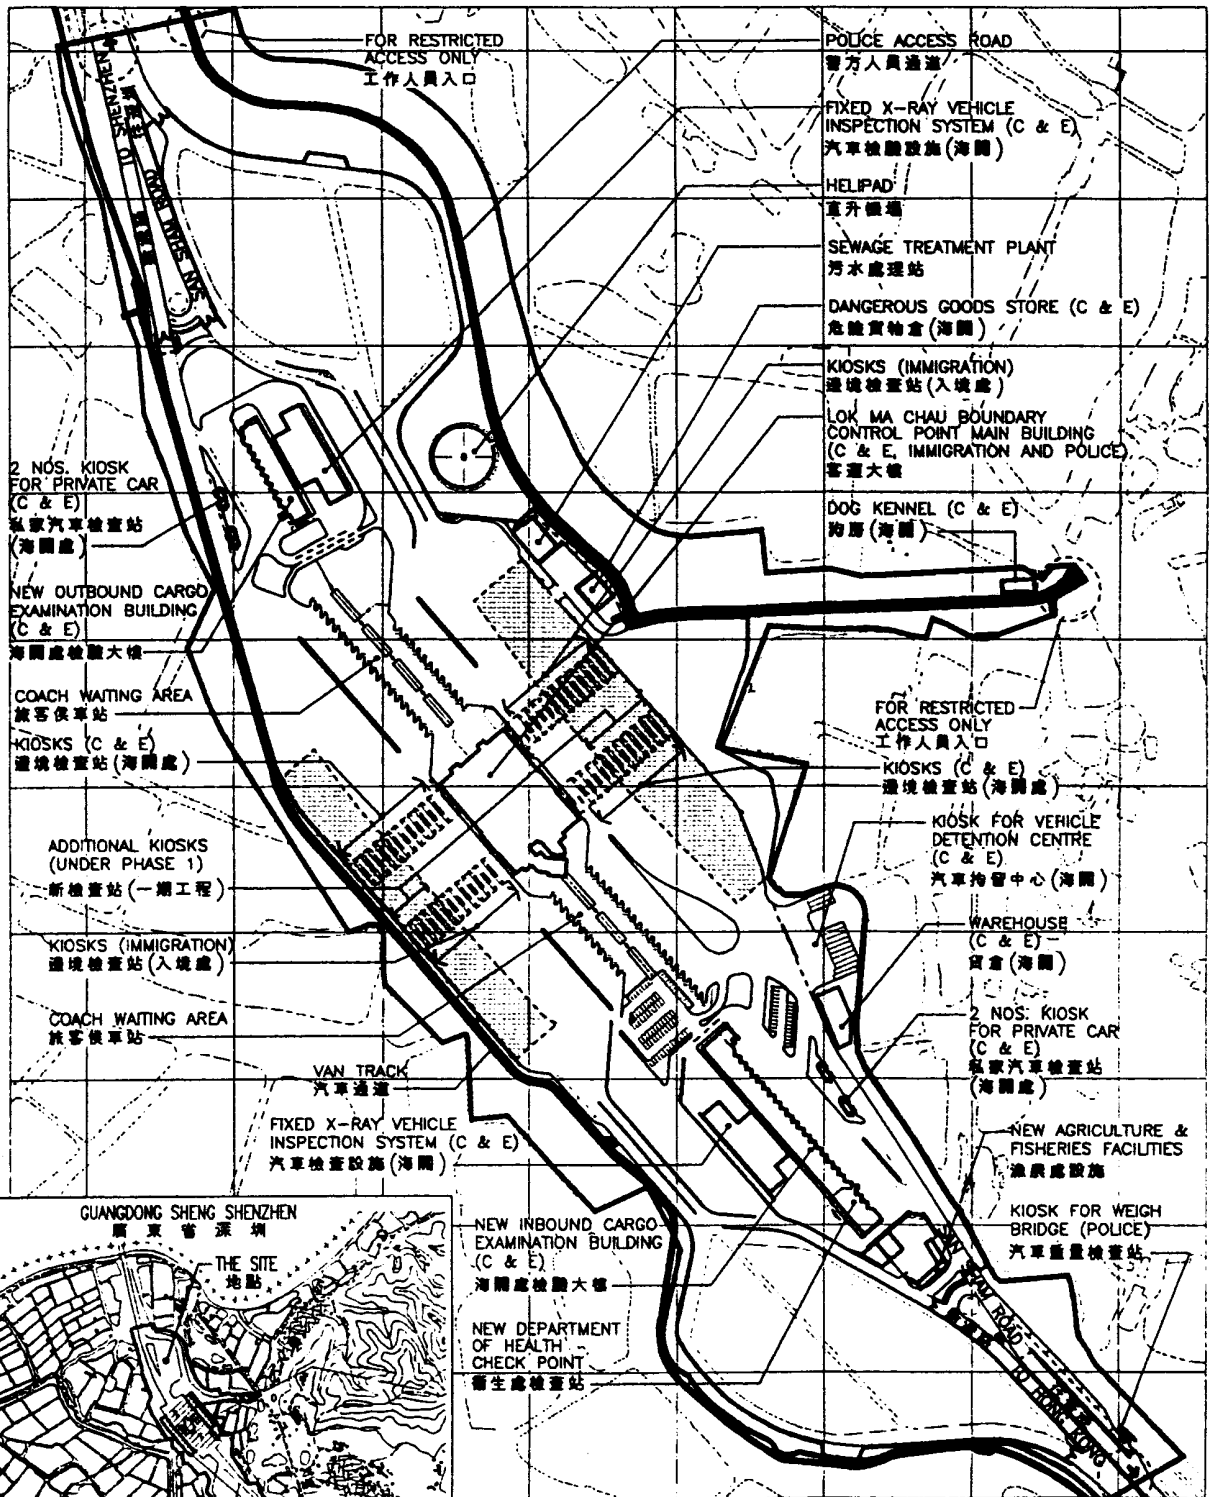 FOR RESTRICTED
ACCESS ONLY
工作人員入口
POLICE ACCESS ROAD
警方人員通道
FIXED X-RAY VEHICLE
INSPECTION SYSTEM (C & E)
汽車檢驗設施(海關)
HELIPAD
直升機場
SEWAGE TREATMENT PLANT
污水處理站
DANGEROUS GOODS STORE (C & E)
危險貨物倉(海關)
KIOSKS (IMMIGRATION)
邊境檢查站(入境處)
LOK MA CHAU BOUNDARY
CONTROL POINT MAIN BUILDING
(C & E, IMMIGRATION AND POLICE)
客運大樓
DOG KENNEL (C & E)
狗房(海關)
TO SHENZHEN
SAN SHAM ROAD
2 NOS. KIOSK
FOR PRIVATE CAR
(C & E)
私家汽車檢查站
(海關處)
NEW OUTBOUND CARGO
EXAMINATION BUILDING
(C & E)
海關處檢驗大樓
COACH WAITING AREA
旅客候車站
KIOSKS (C & E)
邊境檢查站(海關處)
ADDITIONAL KIOSKS
(UNDER PHASE 1)
新檢查站(一期工程)
KIOSKS (IMMIGRATION)
邊境檢查站(入境處)
COACH WAITING AREA
旅客候車站
VAN TRACK
汽車通道
FIXED X-RAY VEHICLE
INSPECTION SYSTEM (C & E)
汽車檢查設施(海關)
FOR RESTRICTED
ACCESS ONLY
工作人員入口
KIOSKS (C & E)
邊境檢查站(海關處)
KIOSK FOR VEHICLE
DETENTION CENTRE
(C & E)
汽車拘留中心(海關)
WAREHOUSE
(C & E)
貨倉(海關)
2 NOS. KIOSK
FOR PRIVATE CAR
(C & E)
私家汽車檢查站
(海關處)
NEW AGRICULTURE &
FISHERIES FACILITIES
漁農處設施
KIOSK FOR WEIGH
BRIDGE (POLICE)
汽車重量檢查站
NEW INBOUND CARGO
EXAMINATION BUILDING
(C & E)
海關處檢驗大樓
NEW DEPARTMENT
OF HEALTH
CHECK POINT
衞生處檢查站
SAN SHAM ROAD
TO HONG KONG
GUANGDONG SHENG SHENZHEN
廣東省深圳
THE SITE
地點